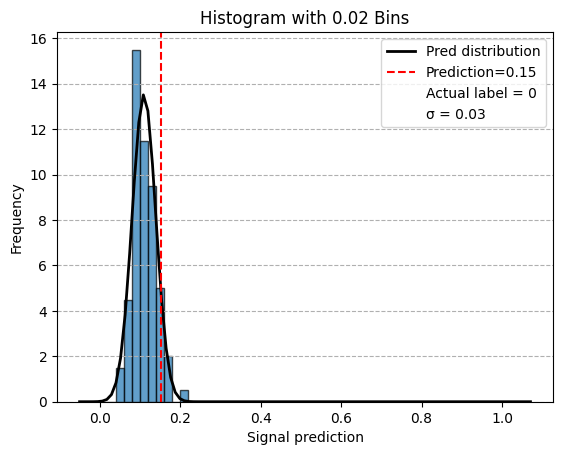 Histogram with 0.02 Bins
Pred distribution
Prediction=0.15
Actual label = 0
σ = 0.03
Frequency
16
14
12
10
8
6
4
2
0
0.0 0.2 0.4 0.6 0.8 1.0
Signal prediction